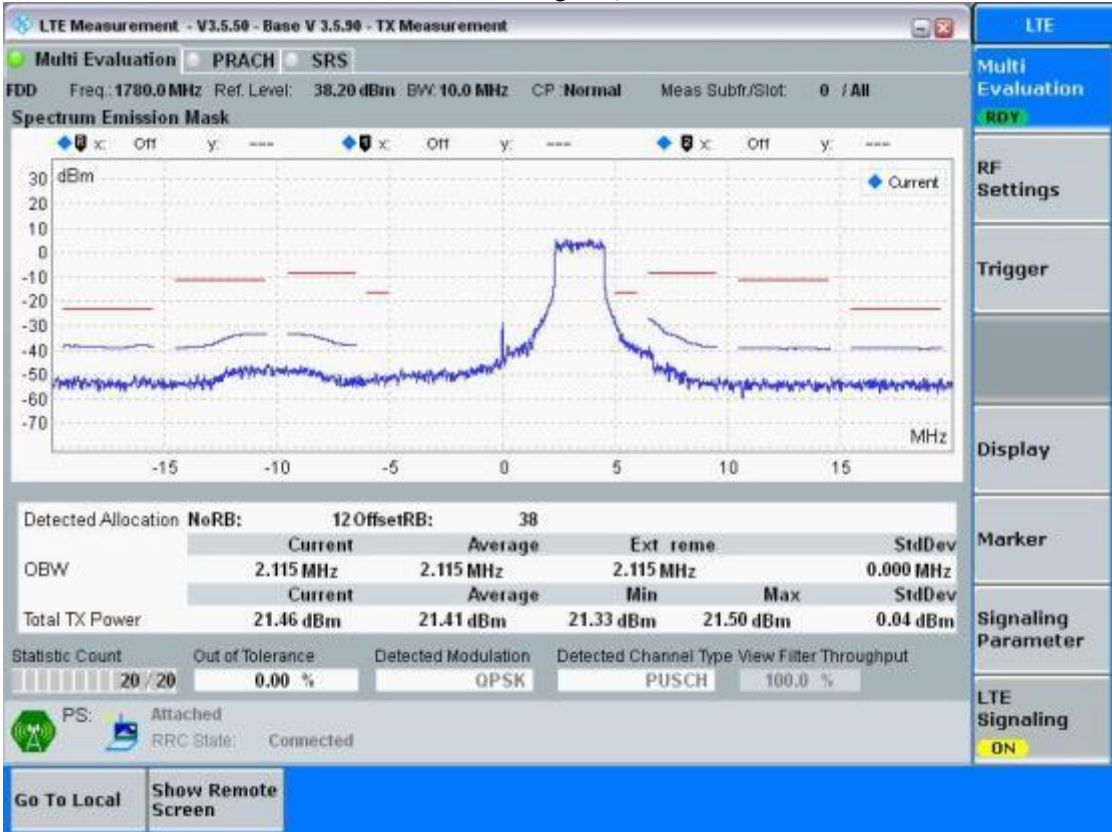 LTE Measurement - V3.5.50 - Base V 3.5.90 - TX Measurement
LTE
Multi Evaluation PRACH SRS
Multi
Evaluation
RDY
FDD Freq.: 1780.0 MHz Ref. Level: 38.20 dBm BW: 10.0 MHz CP :Normal Meas Subfr./Slot: 0 / All
Spectrum Emission Mask
x: Off y: --- x: Off y: --- x: Off y: ---
dBm
Current
30
20
10
0
-10
-20
-30
-40
-50
-60
-70
MHz
-15 -10 -5 0 5 10 15
RF
Settings
Trigger
Display
Marker
Signaling
Parameter
LTE
Signaling
ON
Detected Allocation NoRB: 12 OffsetRB: 38
Current Average Ext reme StdDev
OBW 2.115 MHz 2.115 MHz 2.115 MHz 0.000 MHz
Current Average Min Max StdDev
Total TX Power 21.46 dBm 21.41 dBm 21.33 dBm 21.50 dBm 0.04 dBm
Statistic Count Out of Tolerance Detected Modulation Detected Channel Type View Filter Throughput
20 / 20 0.00 % QPSK PUSCH 100.0 %
PS: Attached
RRC State: Connected
Go To Local
Show Remote
Screen